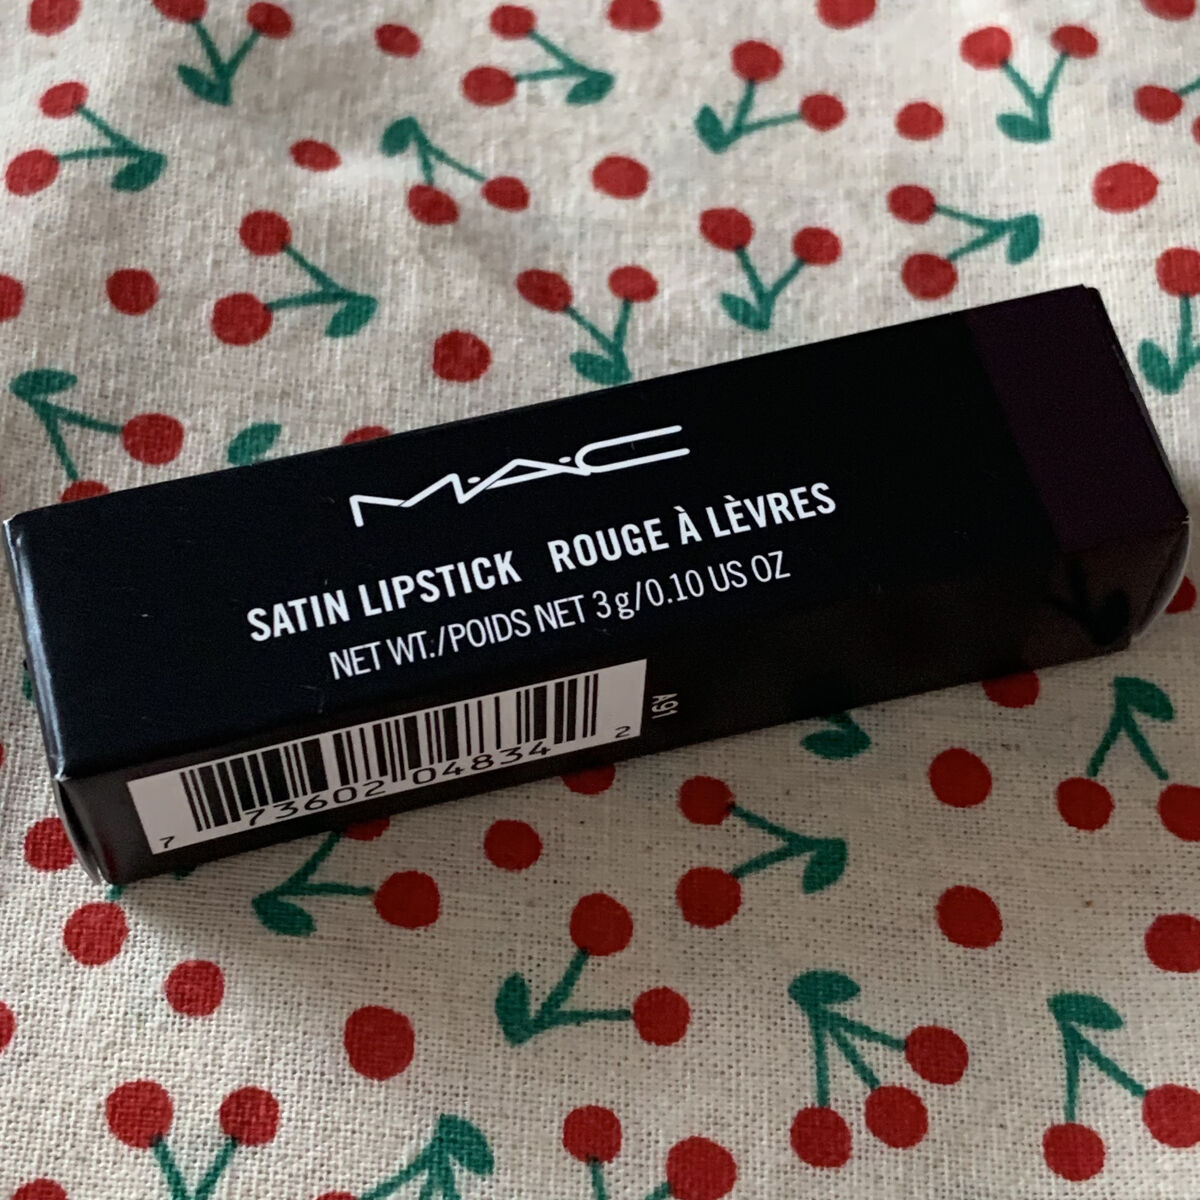 M·A·C
SATIN LIPSTICK ROUGE À LÈVRES
NET WT./POIDS NET 3 g/0.10 US OZ
A91
7 73602 04834 2